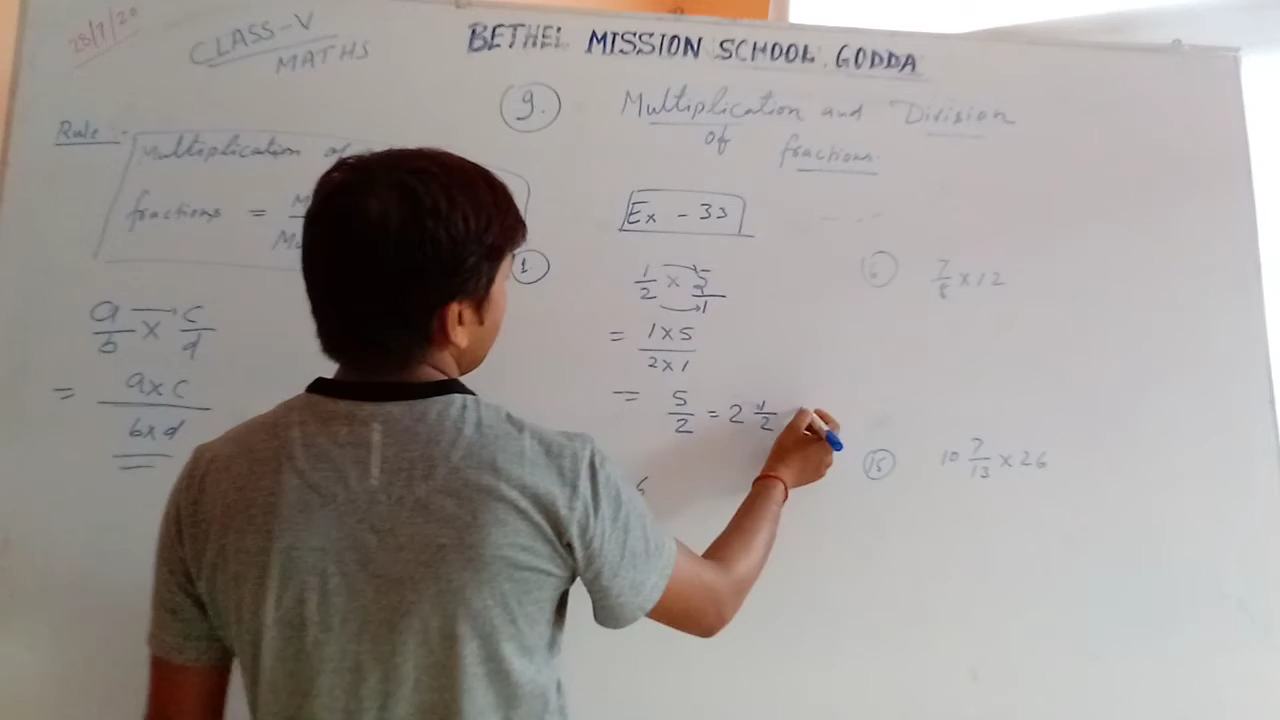 28/7/20
CLASS-V
MATHS
BETHEL MISSION SCHOOL, GODDA
9. Multiplication and Division
of fractions.
Rule:-
Multiplication of
fractions =
a/b × c/d
= a×c / b×d
Ex - 33
1. 1/2 × 5/1
= 1×5 / 2×1
= 5/2 = 2 1/2
6
6 7/8 × 12
15 10 7/13 × 26